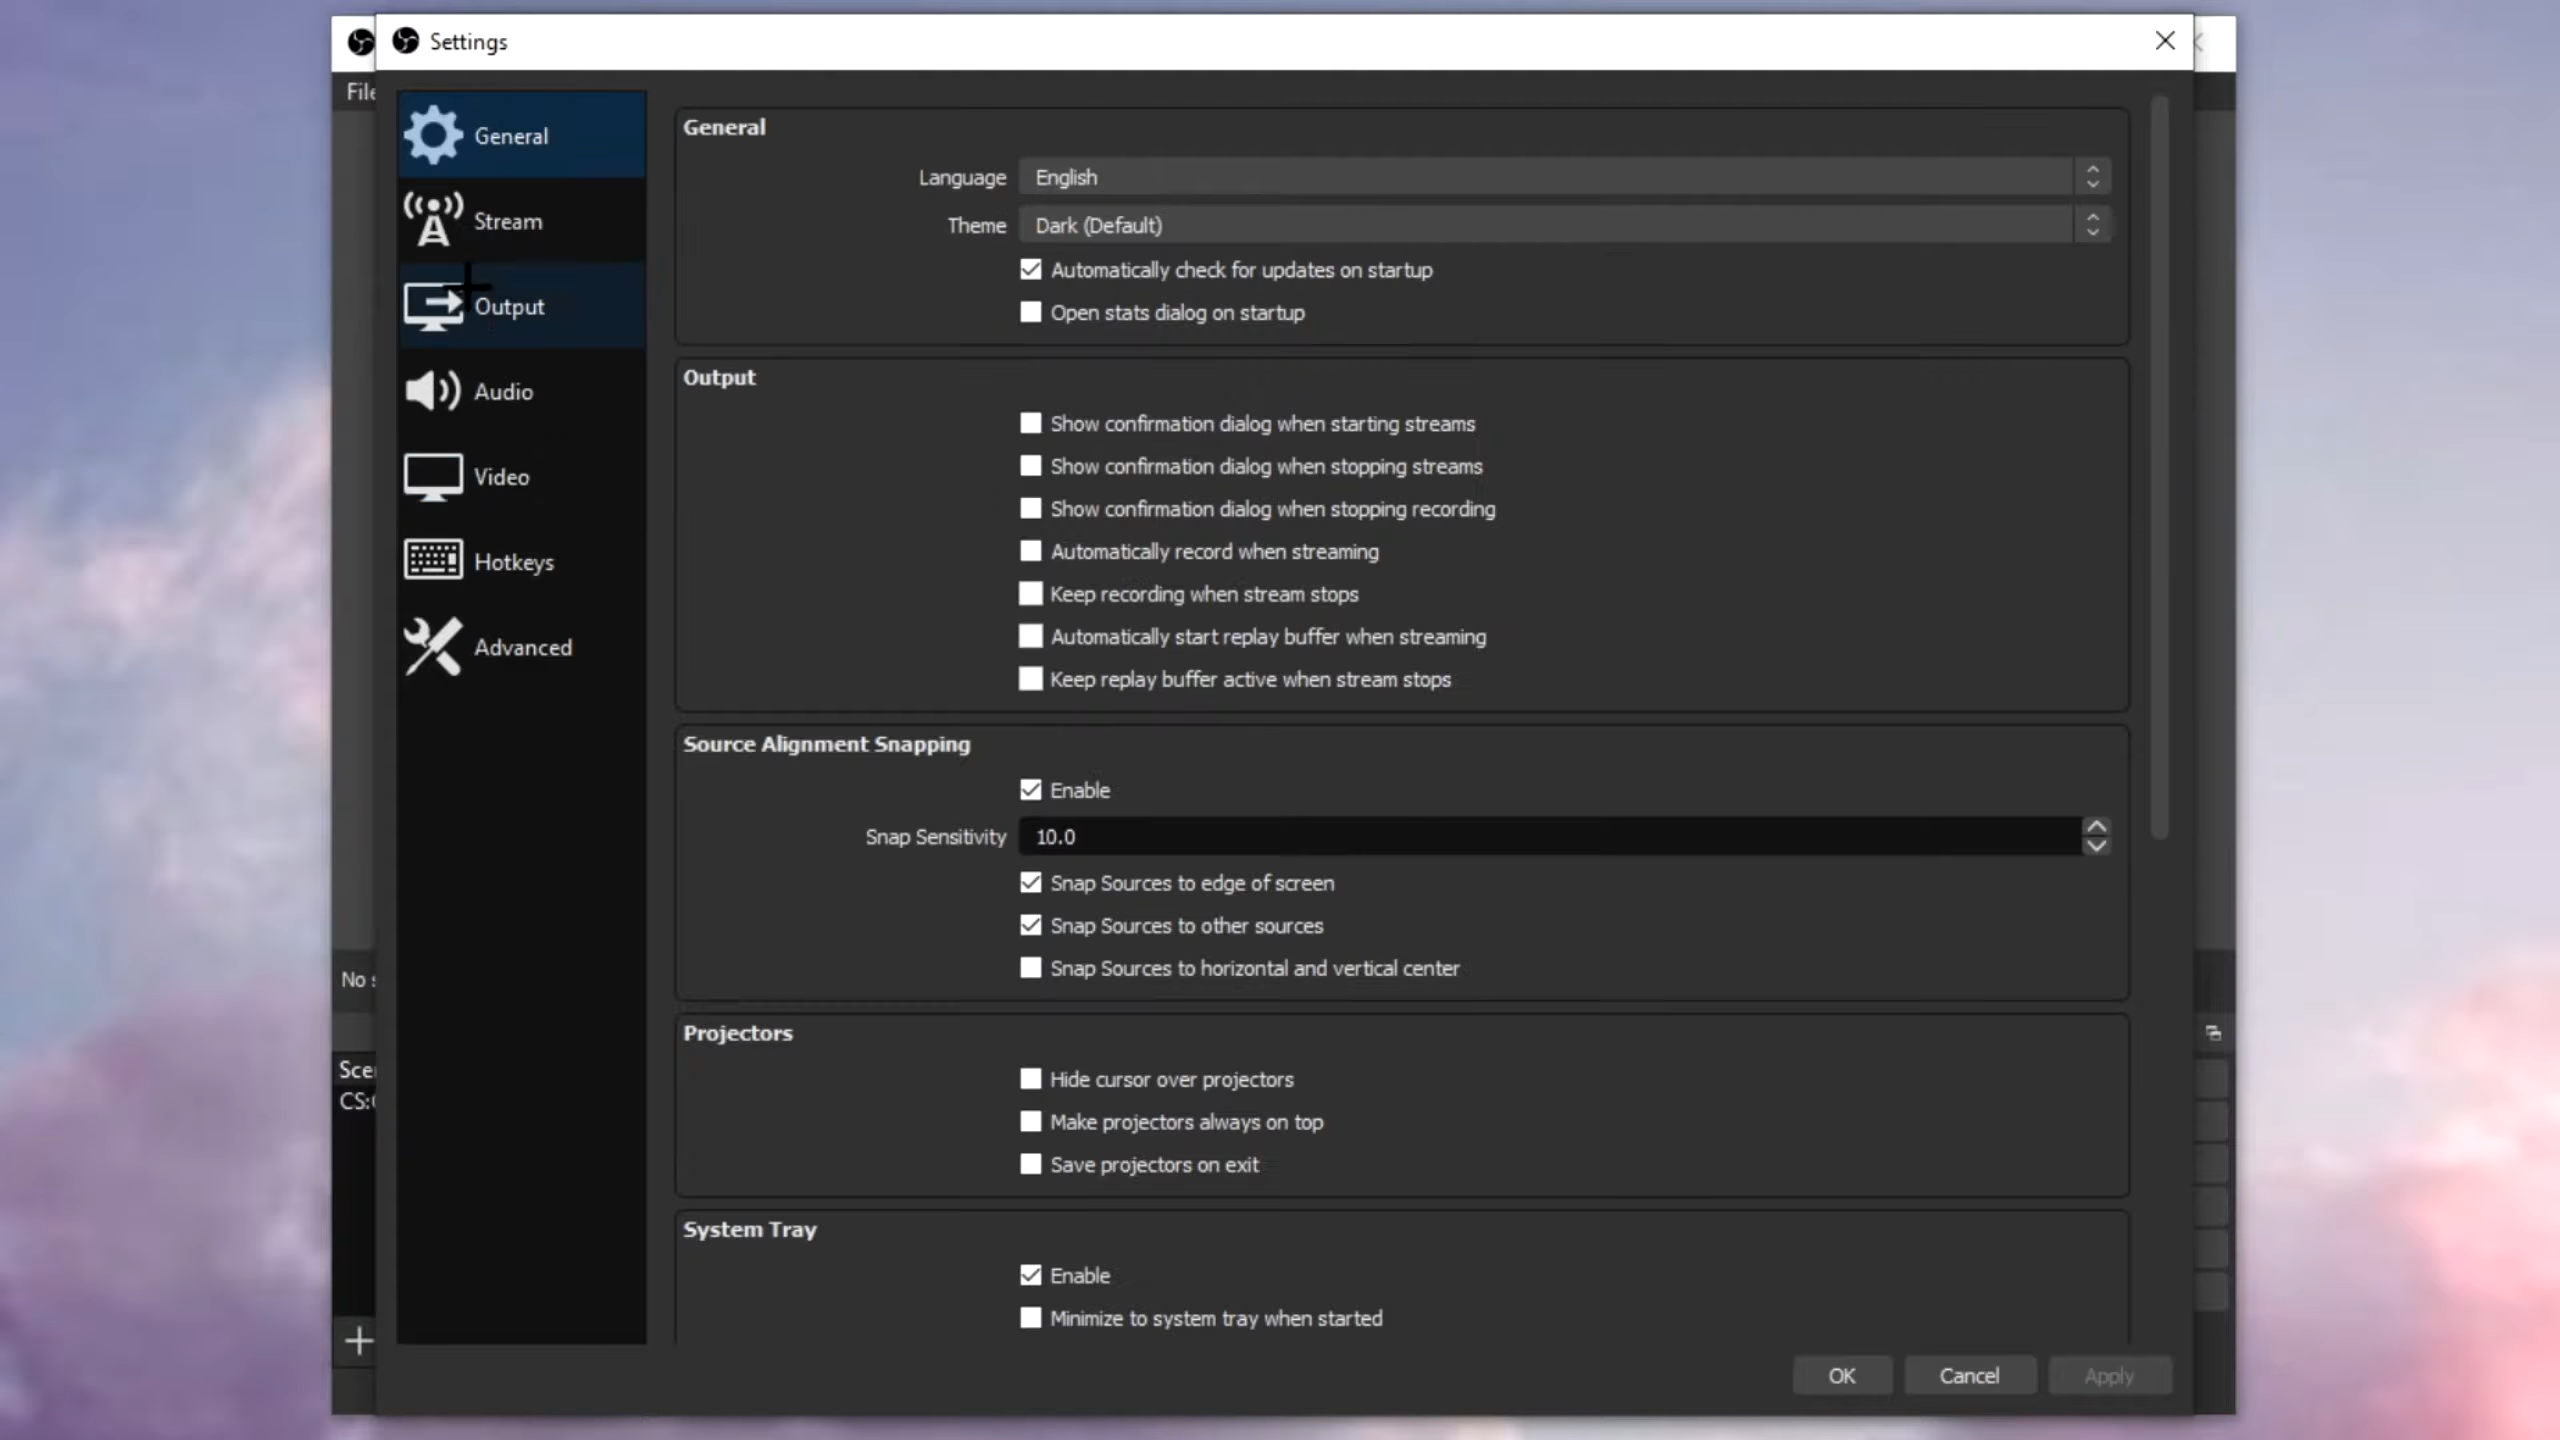 Settings
File
General
Stream
Output
Audio
Video
Hotkeys
Advanced
General
Language English
Theme Dark (Default)
Automatically check for updates on startup
Open stats dialog on startup
Output
Show confirmation dialog when starting streams
Show confirmation dialog when stopping streams
Show confirmation dialog when stopping recording
Automatically record when streaming
Keep recording when stream stops
Automatically start replay buffer when streaming
Keep replay buffer active when stream stops
Source Alignment Snapping
Enable
Snap Sensitivity 10.0
Snap Sources to edge of screen
Snap Sources to other sources
Snap Sources to horizontal and vertical center
Projectors
Hide cursor over projectors
Make projectors always on top
Save projectors on exit
System Tray
Enable
Minimize to system tray when started
No
OK Cancel Apply